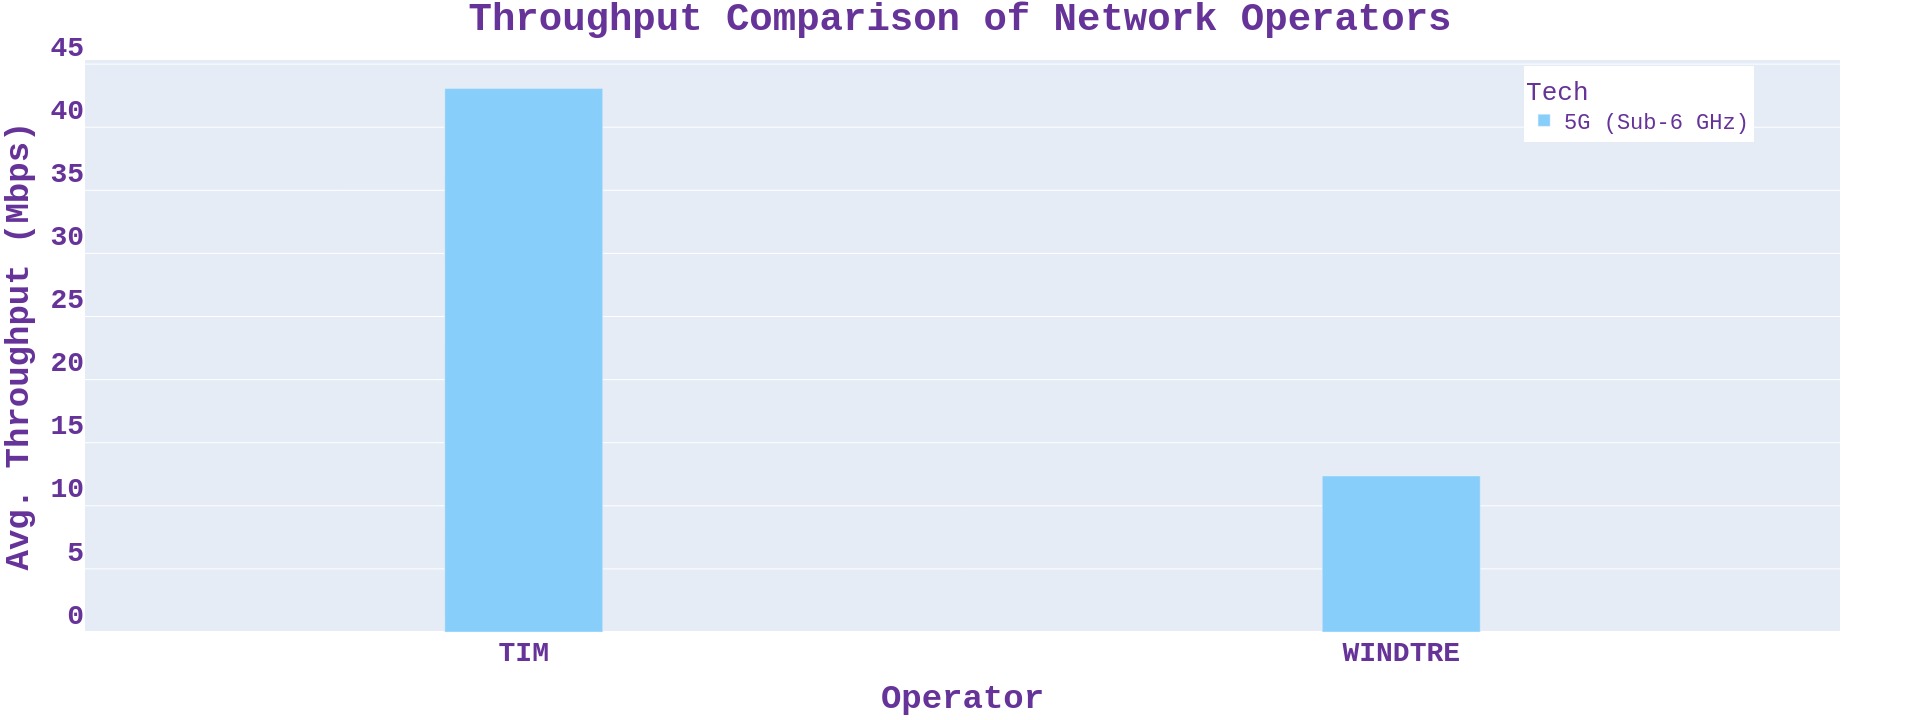 Throughput Comparison of Network Operators
Avg. Throughput (Mbps)
45
40
35
30
25
20
15
10
5
0
Tech
5G (Sub-6 GHz)
TIM
WINDTRE
Operator